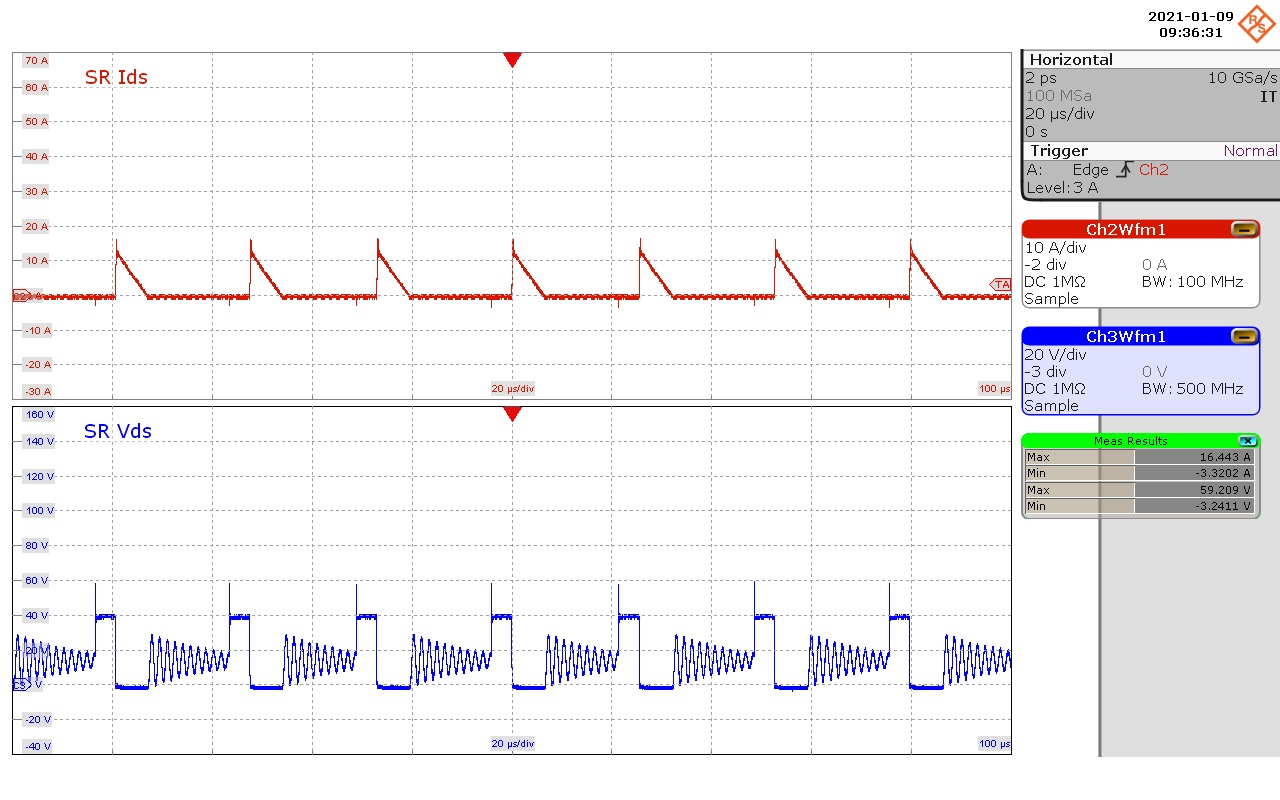 2021-01-09
09:36:31
R&S
70 A
SR Ids
60 A
50 A
40 A
30 A
20 A
10 A
TA
-10 A
-20 A
-30 A
20 µs/div
100 µs
160 V
SR Vds
140 V
120 V
100 V
80 V
60 V
40 V
20 V
C3
-20 V
-40 V
20 µs/div
100 µs
Horizontal
2 ps 10 GSa/s
100 MSa IT
20 µs/div
0 s
Trigger Normal
A: Edge Ch2
Level: 3 A
Ch2Wfm1
10 A/div
-2 div 0 A
DC 1MΩ BW: 100 MHz
Sample
Ch3Wfm1
20 V/div
-3 div 0 V
DC 1MΩ BW: 500 MHz
Sample
Meas Results
Max 16.443 A
Min -3.3202 A
Max 59.209 V
Min -3.2411 V